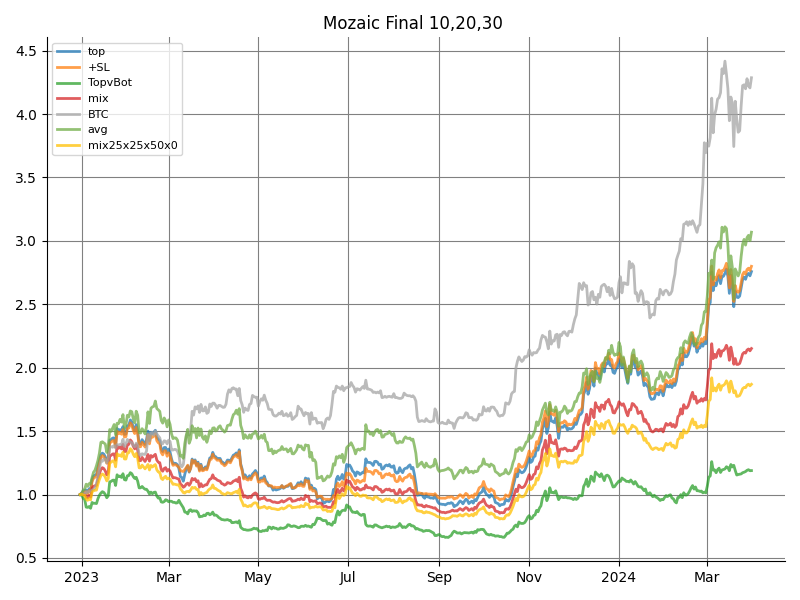 Mozaic Final 10,20,30
top
+SL
TopvBot
mix
BTC
avg
mix25x25x50x0
4.5
4.0
3.5
3.0
2.5
2.0
1.5
1.0
0.5
2023 Mar May Jul Sep Nov 2024 Mar